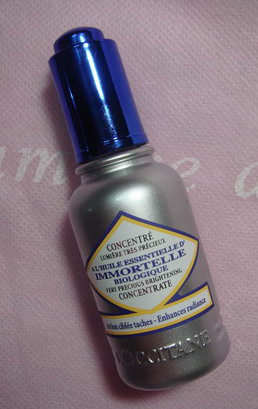 CONCENTRÉ
LUMIÈRE TRÈS PRÉCIEUX
A L'HUILE ESSENTIELLE D'
IMMORTELLE
BIOLOGIQUE
VERY PRECIOUS BRIGHTENING
CONCENTRATE
Action ciblée taches - Enhances radiance
L'OCCITANE